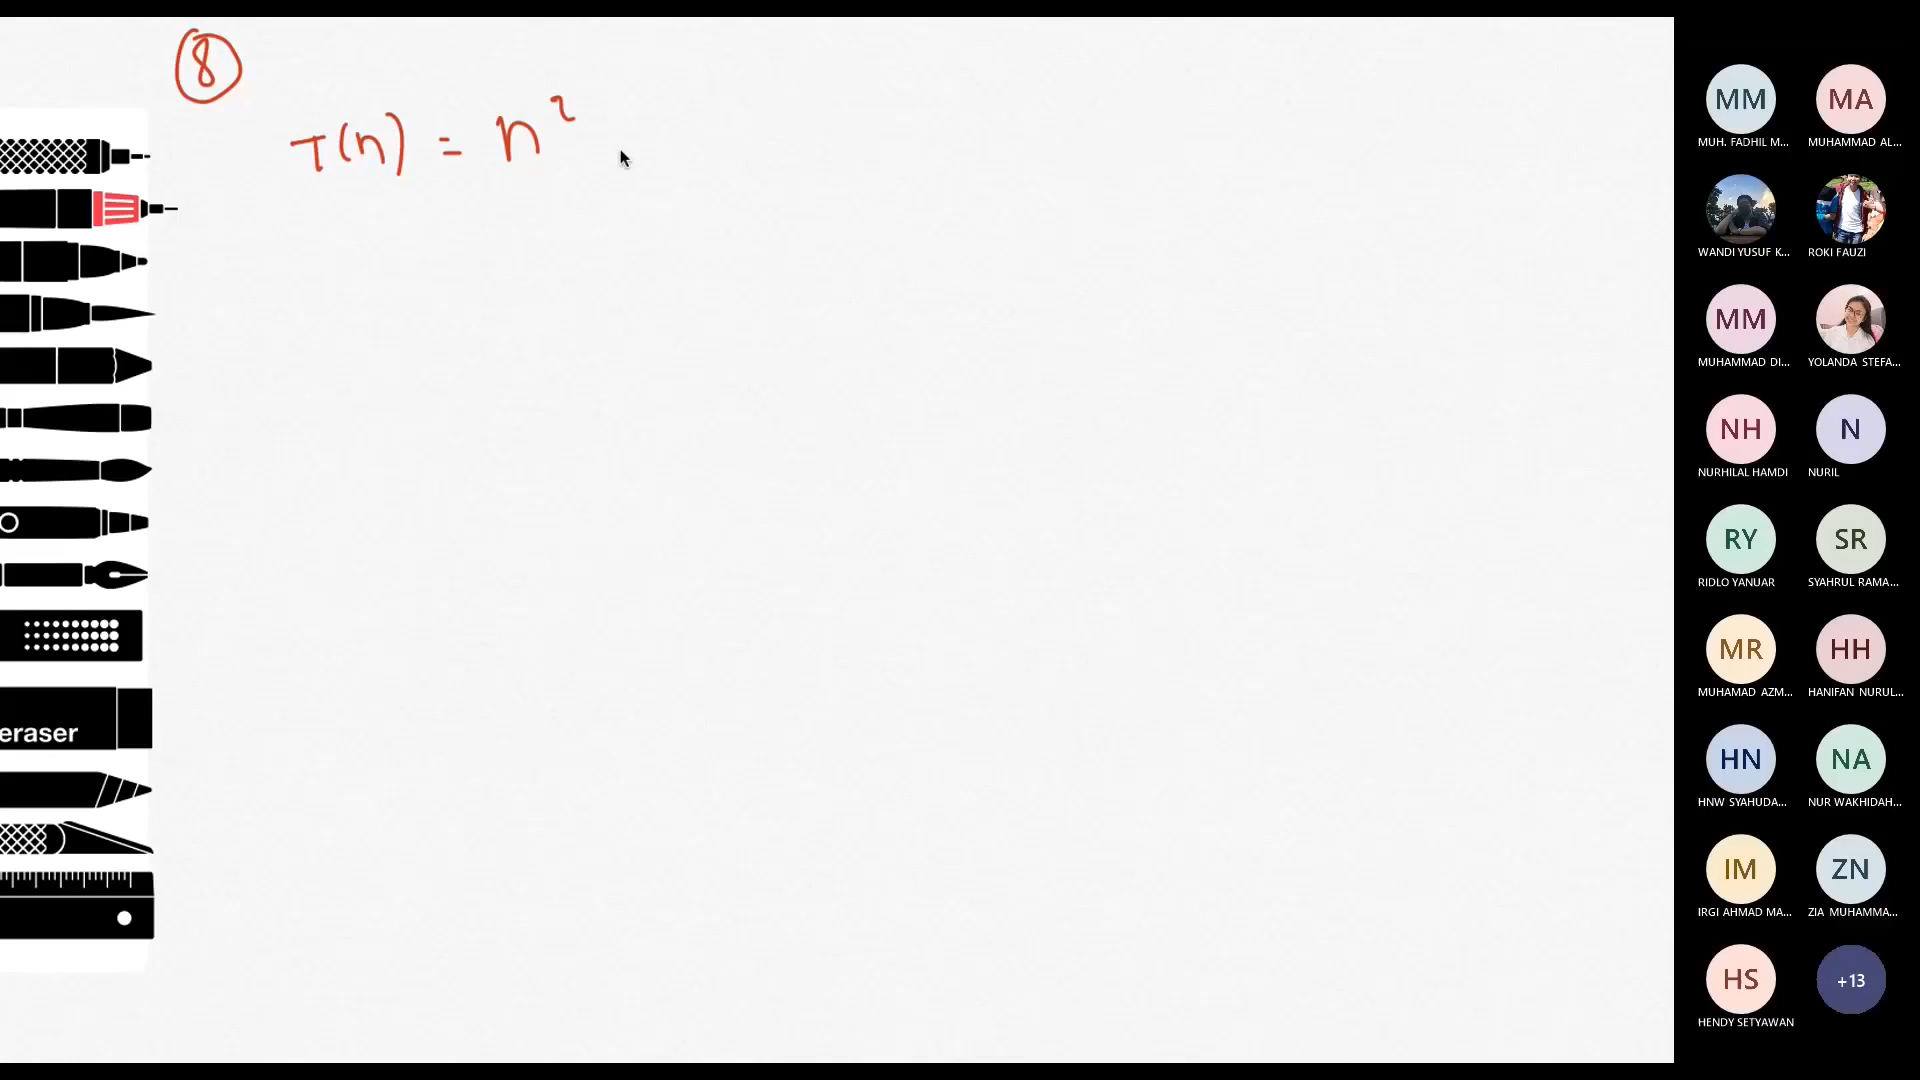 ⑧
T(n) = n²
eraser
MM MA
MUH. FADHIL M... MUHAMMAD AL...
WANDI YUSUF K... ROKI FAUZI
MM
MUHAMMAD DI... YOLANDA STEFA...
NH N
NURHILAL HAMDI NURIL
RY SR
RIDLO YANUAR SYAHRUL RAMA...
MR HH
MUHAMAD AZM... HANIFAN NURUL...
HN NA
HNW SYAHUDA... NUR WAKHIDAH...
IM ZN
IRGI AHMAD MA... ZIA MUHAMMA...
HS +13
HENDY SETYAWAN